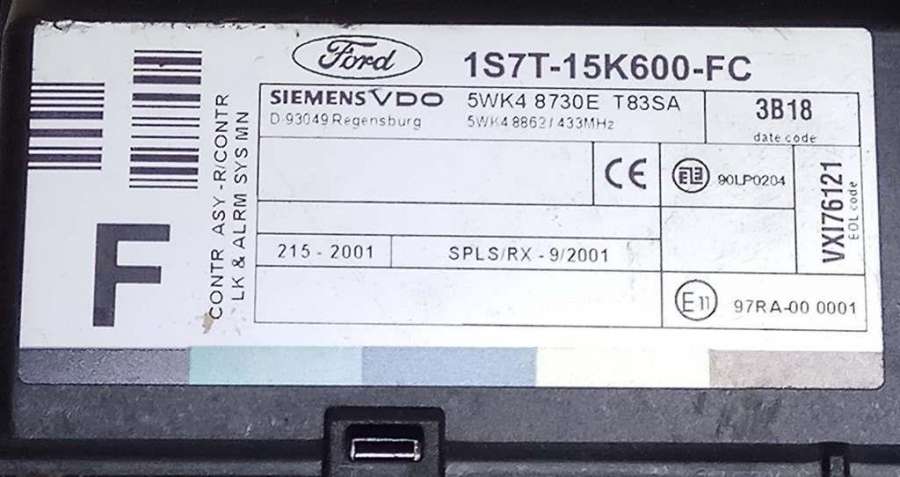 Ford
1S7T-15K600-FC
SIEMENS VDO
D-93049 Regensburg
5WK4 8730E T83SA
5WK4 8862 / 433MHz
3B18
date code
CE
90LP0204
VXI76121
EOL code
215 - 2001
SPLS/RX - 9/2001
E11
97RA-00 0001
F
CONTR ASY -R/CONTR
LK & ALARM SYS MN